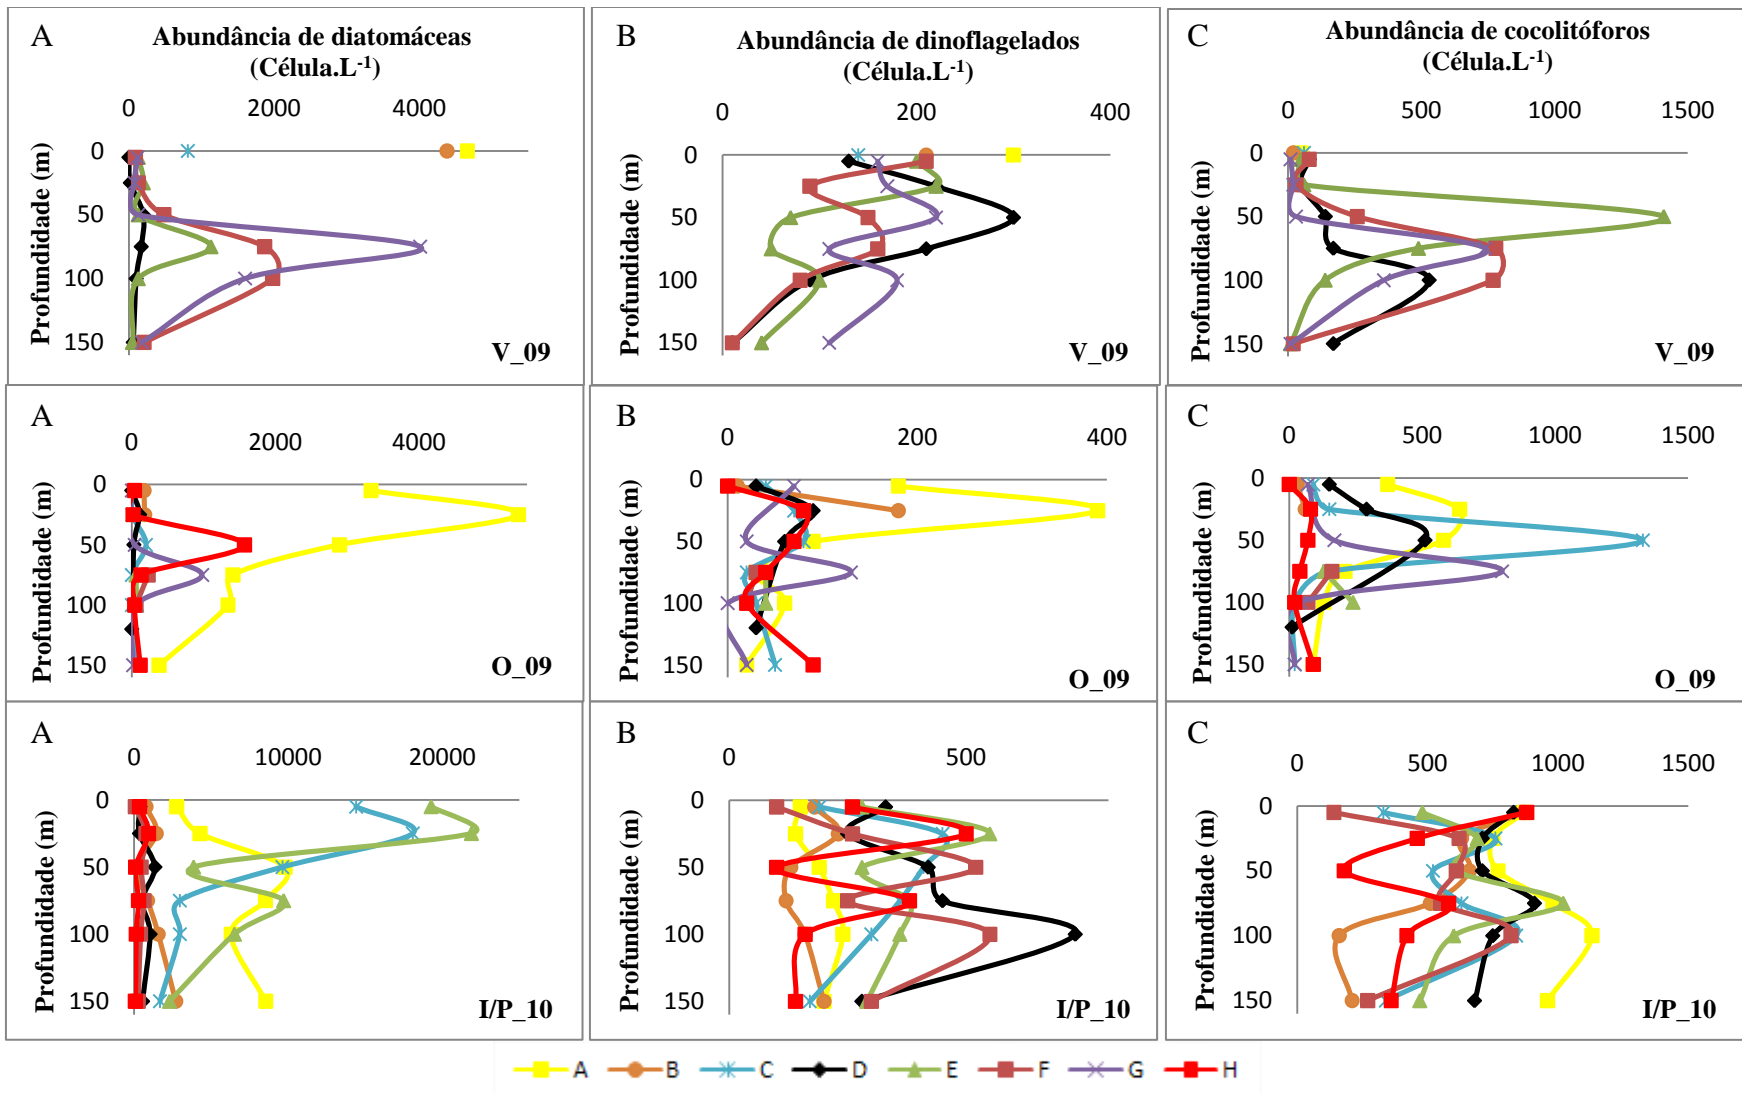 A
Abundância de diatomáceas
(Célula.L-1)
0 2000 4000
Profundidade (m)
0
50
100
150
V_09
B
Abundância de dinoflagelados
(Célula.L-1)
0 200 400
Profundidade (m)
0
50
100
150
V_09
C
Abundância de cocolitóforos
(Célula.L-1)
0 500 1000 1500
Profundidade (m)
0
50
100
150
V_09
A
0 2000 4000
Profundidade (m)
0
50
100
150
O_09
B
0 200 400
Profundidade (m)
0
50
100
150
O_09
C
0 500 1000 1500
Profundidade (m)
0
50
100
150
O_09
A
0 10000 20000
Profundidade (m)
0
50
100
150
I/P_10
B
0 500
Profundidade (m)
0
50
100
150
I/P_10
C
0 500 1000 1500
Profundidade (m)
0
50
100
150
I/P_10
A B C D E F G H